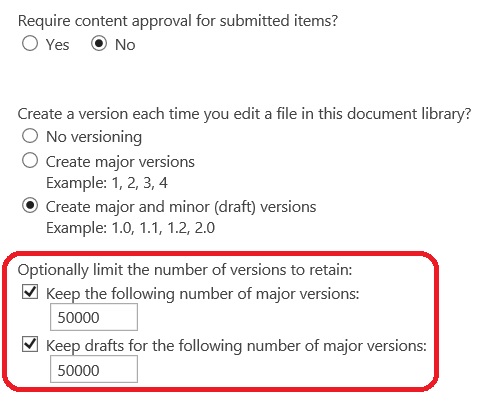 Require content approval for submitted items?
Yes No
Create a version each time you edit a file in this document library?
No versioning
Create major versions
Example: 1, 2, 3, 4
Create major and minor (draft) versions
Example: 1.0, 1.1, 1.2, 2.0
Optionally limit the number of versions to retain:
Keep the following number of major versions:
50000
Keep drafts for the following number of major versions:
50000